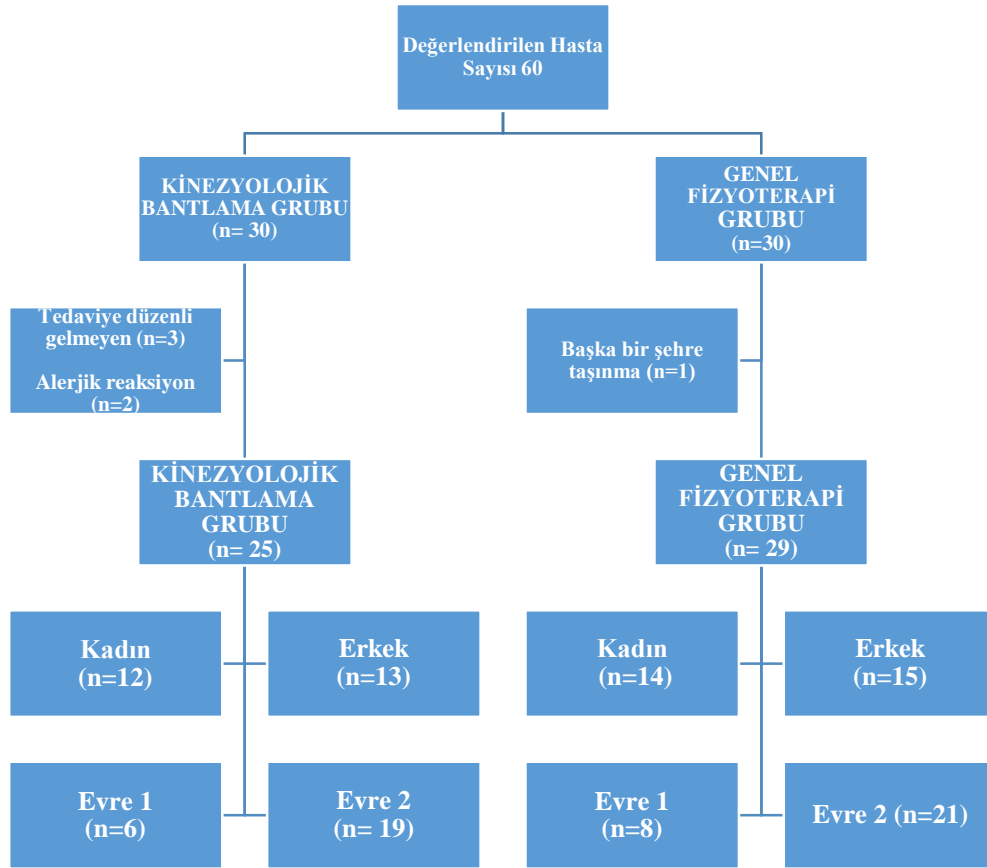 Değerlendirilen Hasta
Sayısı 60
KİNEZYOLOJİK
BANTLAMA GRUBU
(n= 30)
GENEL
FİZYOTERAPİ
GRUBU
(n=30)
Tedaviye düzenli
gelmeyen (n=3)
Alerjik reaksiyon
(n=2)
Başka bir şehre
taşınma (n=1)
KİNEZYOLOJİK
BANTLAMA
GRUBU
(n= 25)
GENEL
FİZYOTERAPİ
GRUBU
(n= 29)
Kadın
(n=12)
Erkek
(n=13)
Kadın
(n=14)
Erkek
(n=15)
Evre 1
(n=6)
Evre 2
(n= 19)
Evre 1
(n=8)
Evre 2 (n=21)